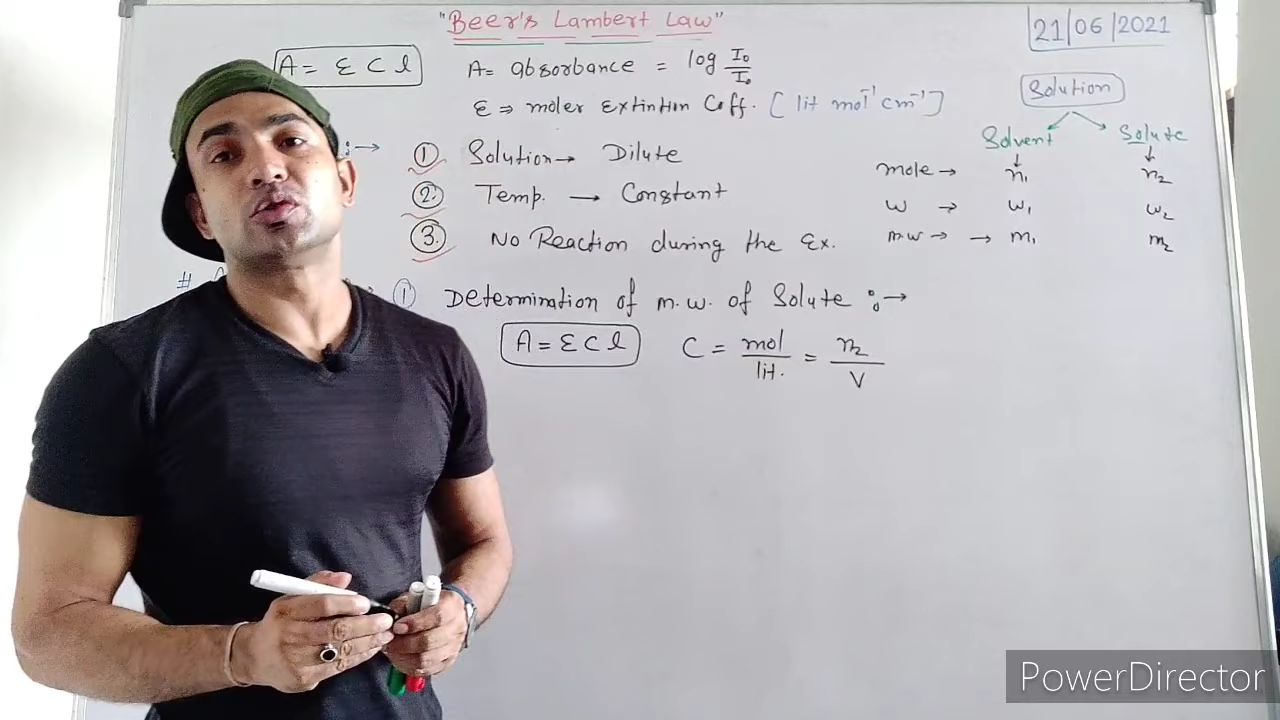 "Beer's Lambert Law"
21/06/2021
A = ε C l
A = absorbance = log I₀/I₀
ε ⇒ moler Extintion Coff. [lit mol⁻¹ cm⁻¹]
① Solution → Dilute
② Temp. → Constant
③. No Reaction during the Ex.
Solution
Solvent Solute
mole → n₁ n₂
w → w₁ w₂
m.w → → m₁ m₂
① Determination of m.w. of Solute :→
A = ε C l C = mol/lit. = n₂/V
PowerDirector